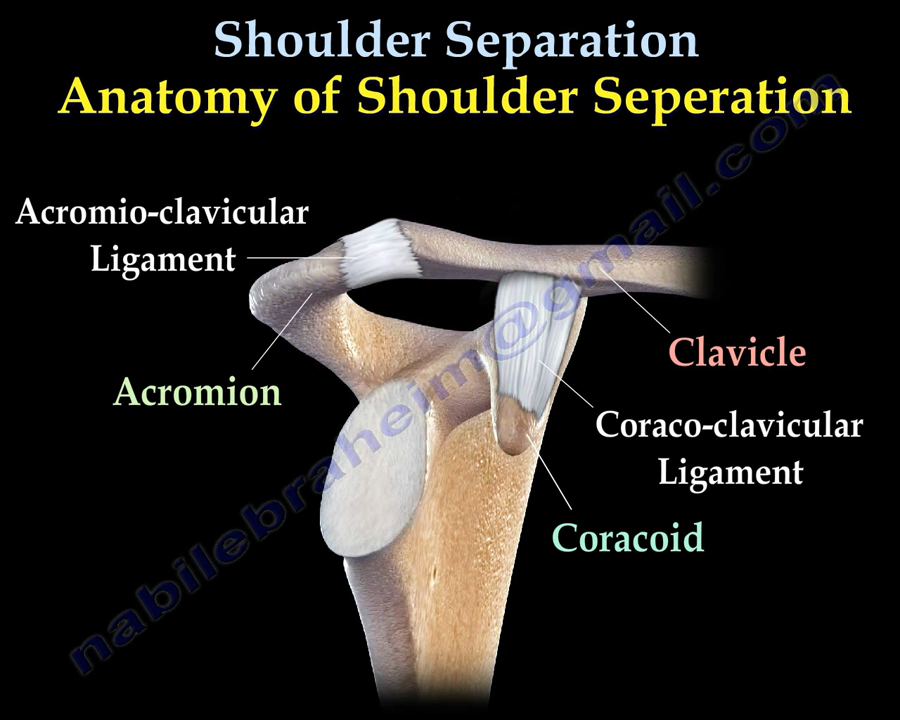 Shoulder Separation
Anatomy of Shoulder Seperation
Acromio-clavicular
Ligament
Acromion
Clavicle
Coraco-clavicular
Ligament
Coracoid
nabilebraheim@gmail.com